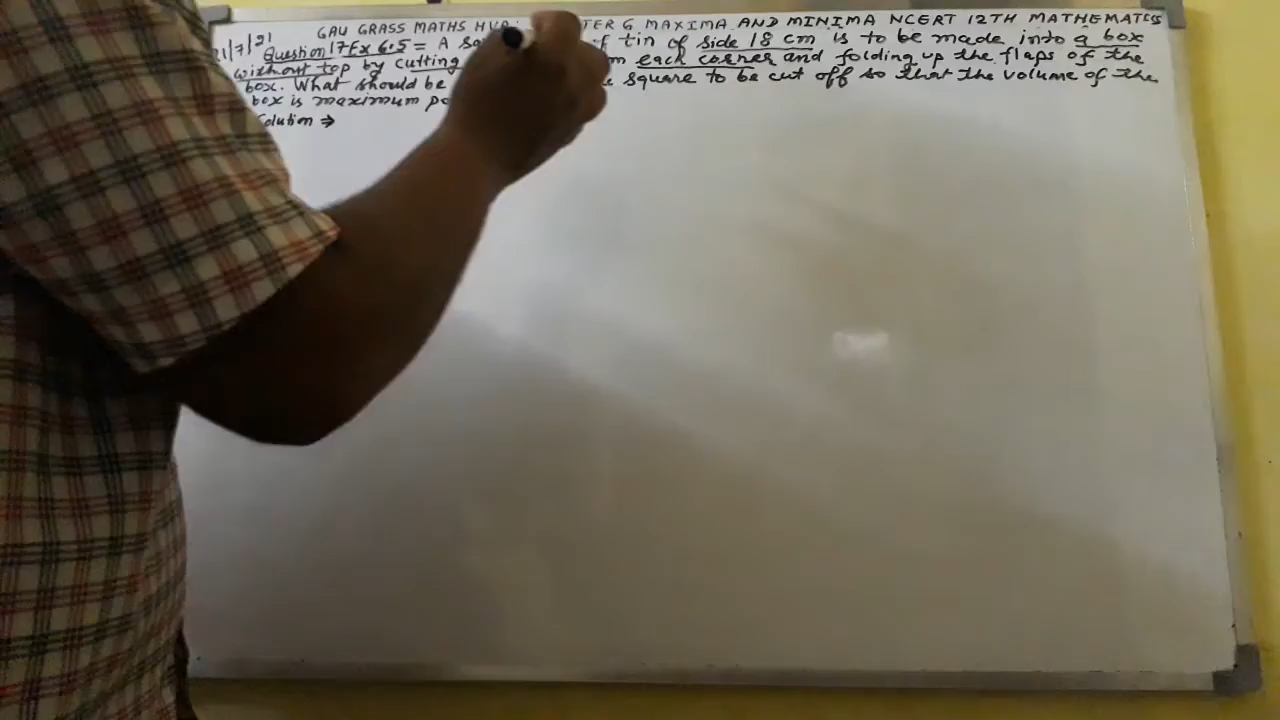 GAU GRASS MATHS HVR: TER 6 MAXIMA AND MINIMA NCERT 12TH MATHEMATICS
/7/21 Question 17 Ex 6.5 = A f tin of side 18 cm is to be made into a box
without top by cutting each corner and folding up the flaps of the
box. What should be square to be cut off so that the volume of the
box is maximum
Solution ⇒